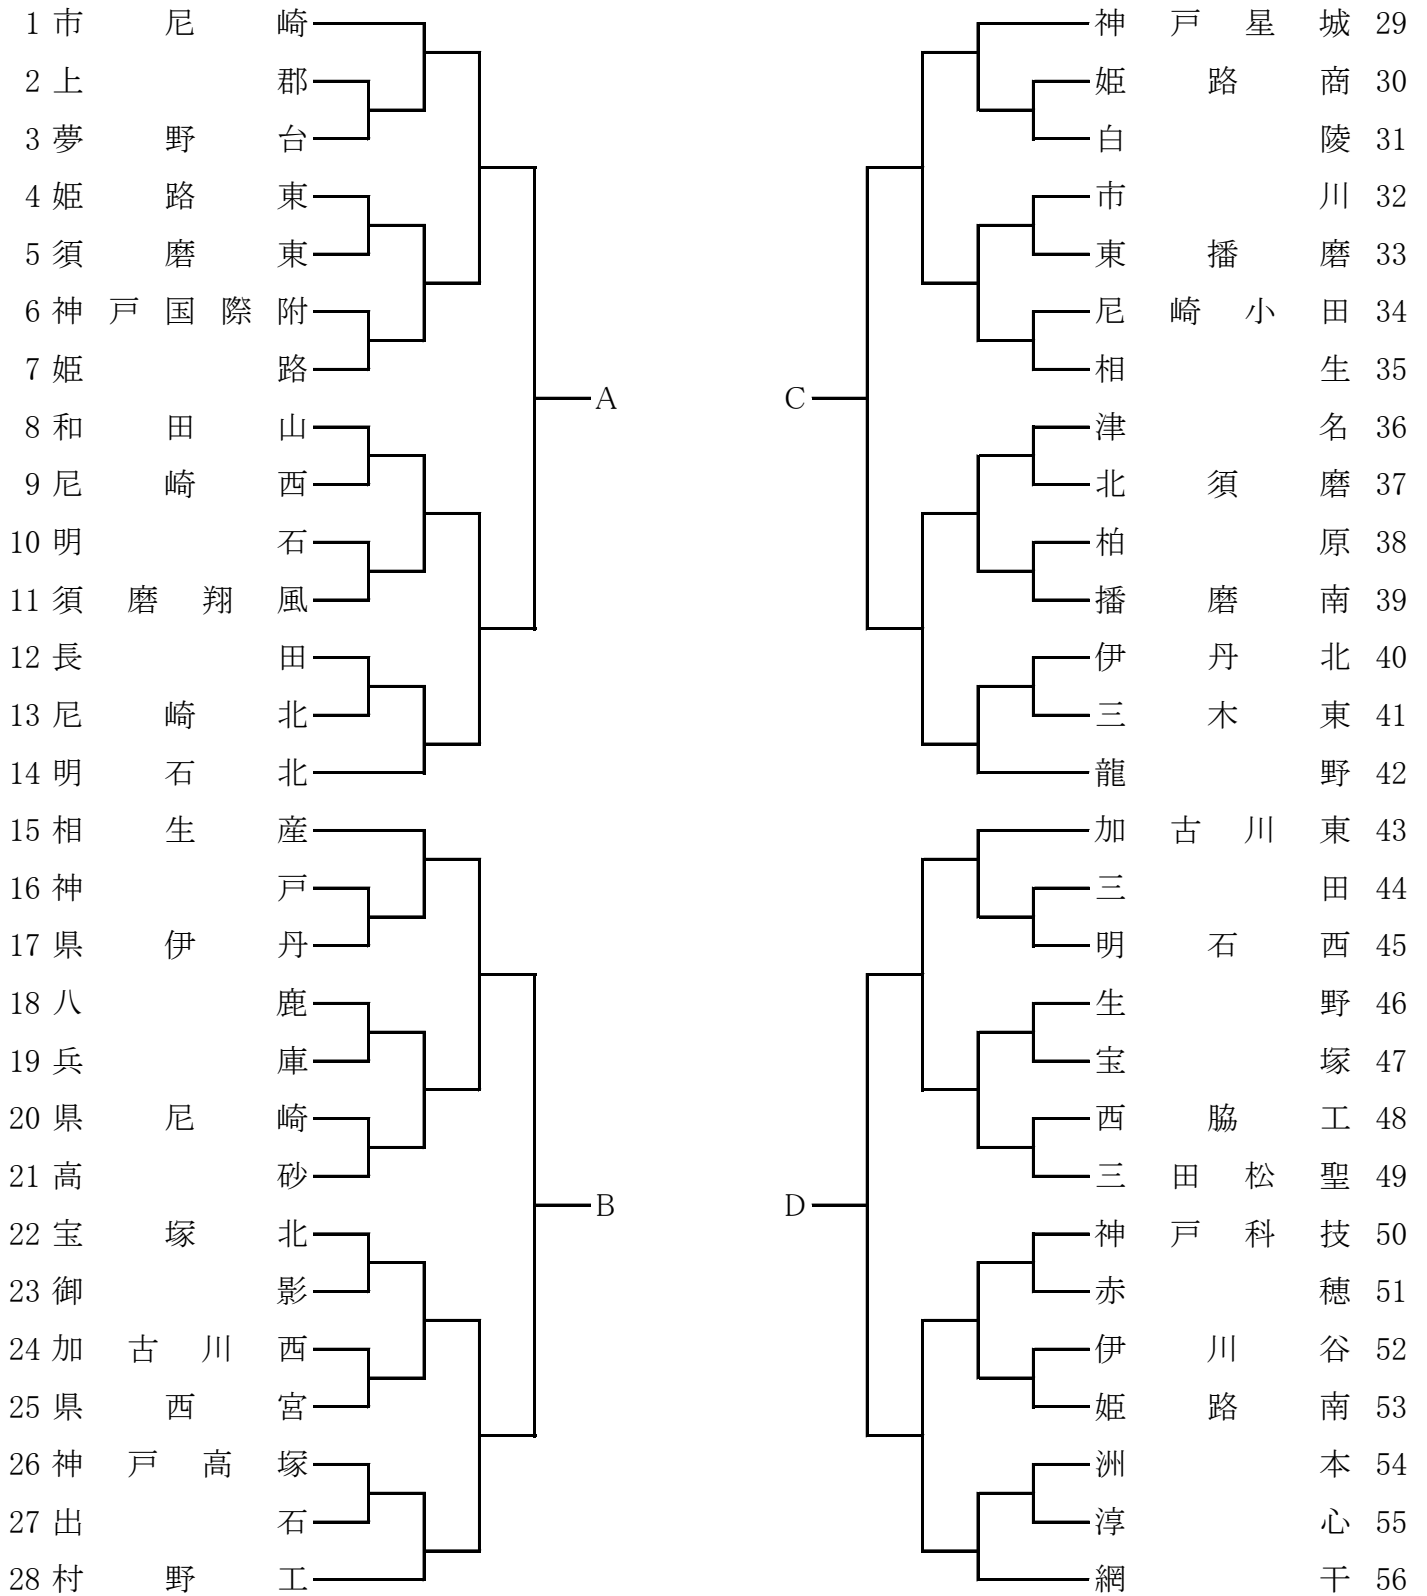 1 市尼崎
2 上郡
3 夢野台
4 姫路東
5 須磨東
6 神戸国際附
7 姫路
8 和田山
9 尼崎西
10 明石
11 須磨翔風
12 長田
13 尼崎北
14 明石北
A
15 相生産
16 神戸
17 県伊丹
18 八鹿
19 兵庫
20 県尼崎
21 高砂
22 宝塚北
23 御影
24 加古川西
25 県西宮
26 神戸高塚
27 出石
28 村野工
B
神戸星城 29
姫路商 30
白陵 31
市川 32
東播磨 33
尼崎小田 34
相生 35
津名 36
北須磨 37
柏原 38
播磨南 39
伊丹北 40
三木東 41
龍野 42
C
加古川東 43
三田 44
明石西 45
生野 46
宝塚 47
西脇工 48
三田松聖 49
神戸科技 50
赤穂 51
伊川谷 52
姫路南 53
洲本 54
淳心 55
網干 56
D